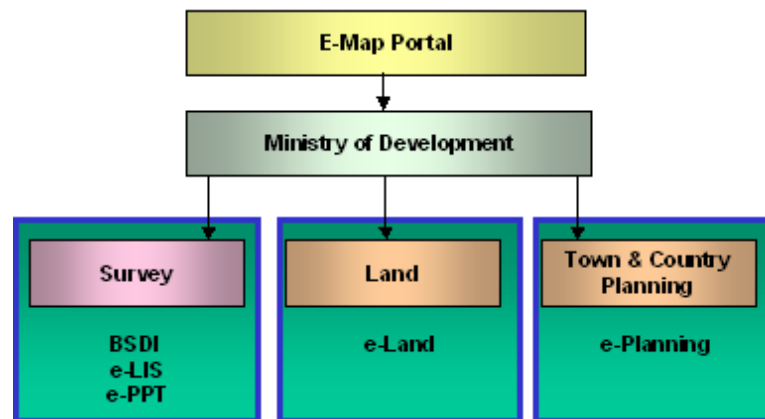 E-Map Portal
Ministry of Development
Survey
BSDI
e-LIS
e-PPT
Land
e-Land
Town & Country
Planning
e-Planning